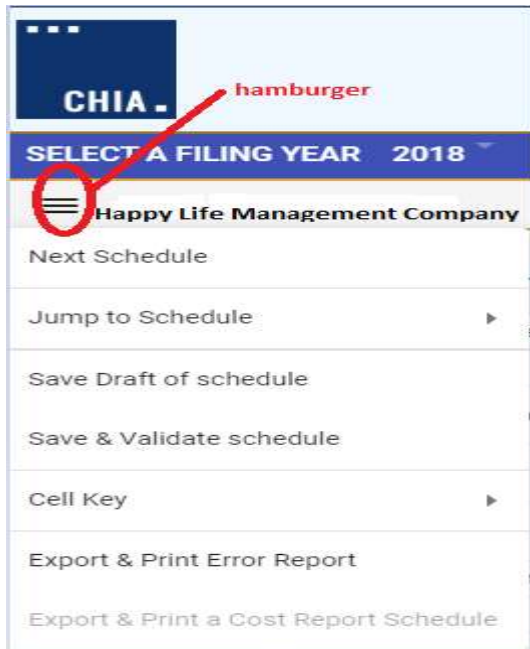 CHIA.
hamburger
SELECT A FILING YEAR 2018
Happy Life Management Company
Next Schedule
Jump to Schedule
Save Draft of schedule
Save & Validate schedule
Cell Key
Export & Print Error Report
Export & Print a Cost Report Schedule